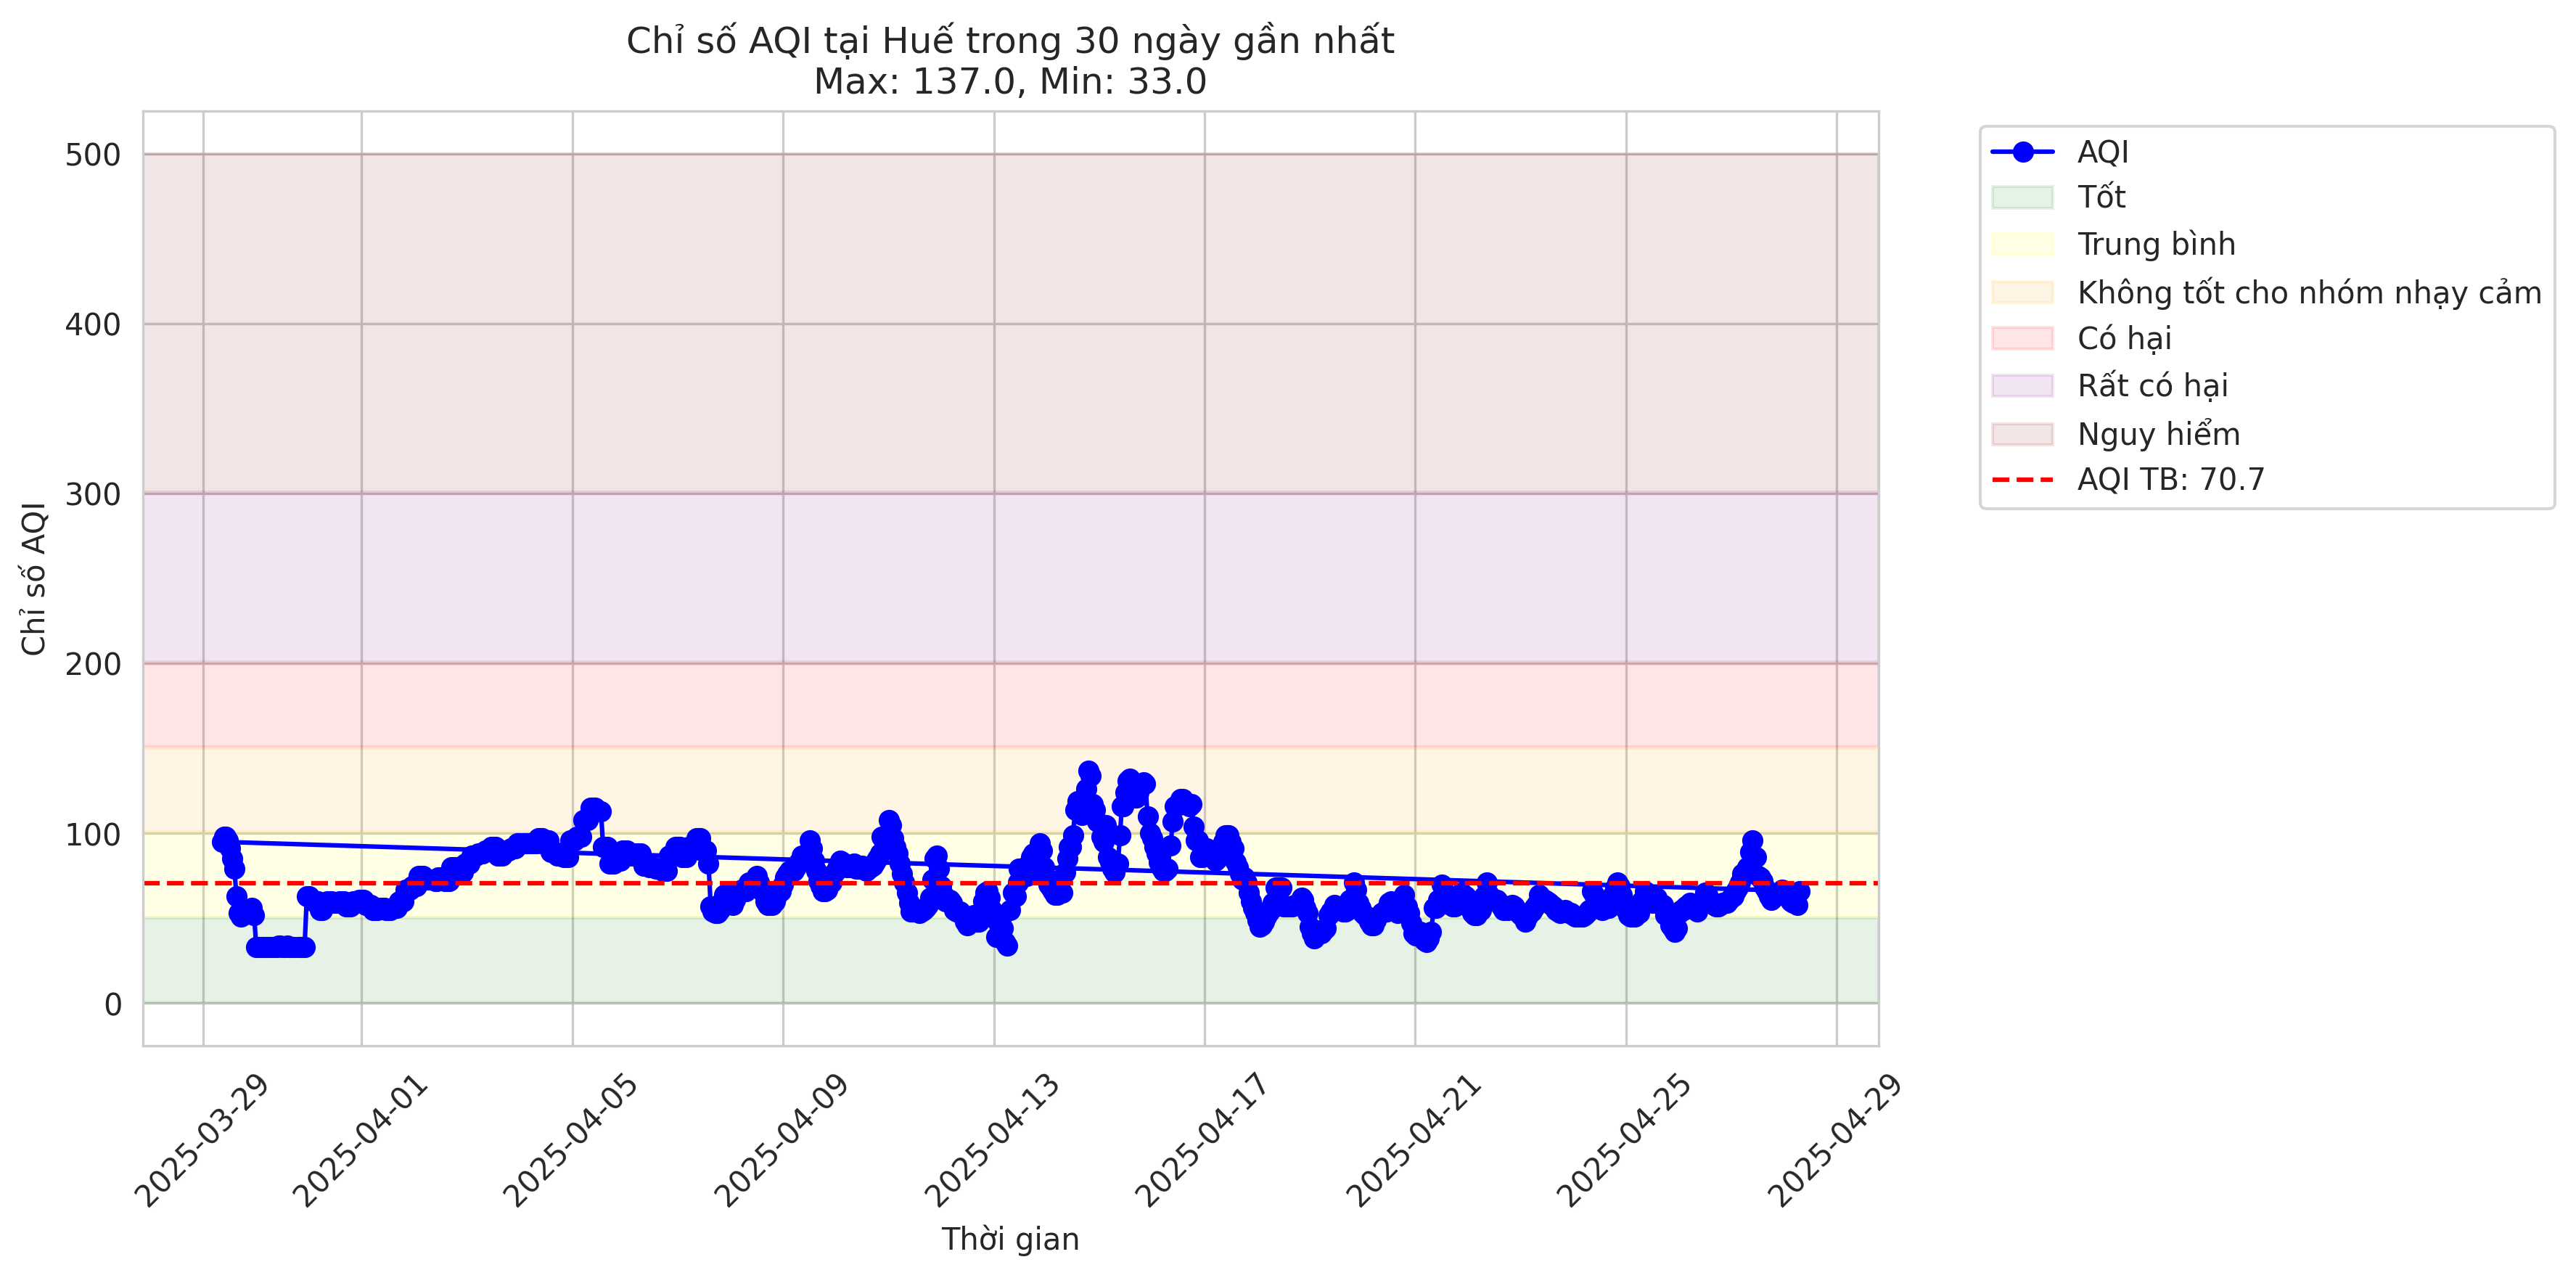 Chỉ số AQI tại Huế trong 30 ngày gần nhất
Max: 137.0, Min: 33.0
Chỉ số AQI
500
400
300
200
100
0
2025-03-29
2025-04-01
2025-04-05
2025-04-09
2025-04-13
2025-04-17
2025-04-21
2025-04-25
2025-04-29
Thời gian
AQI
Tốt
Trung bình
Không tốt cho nhóm nhạy cảm
Có hại
Rất có hại
Nguy hiểm
AQI TB: 70.7